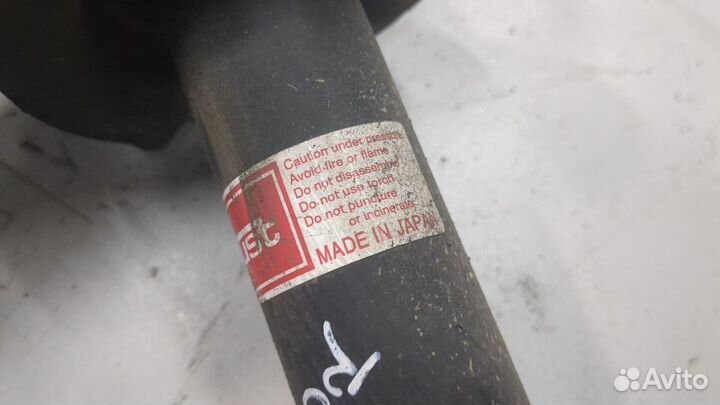 ust
Caution under pressure
Avoid fire or flame
Do not disassemble
Do not use torch
Do not puncture
or incinerate
MADE IN JAPAN
Avito